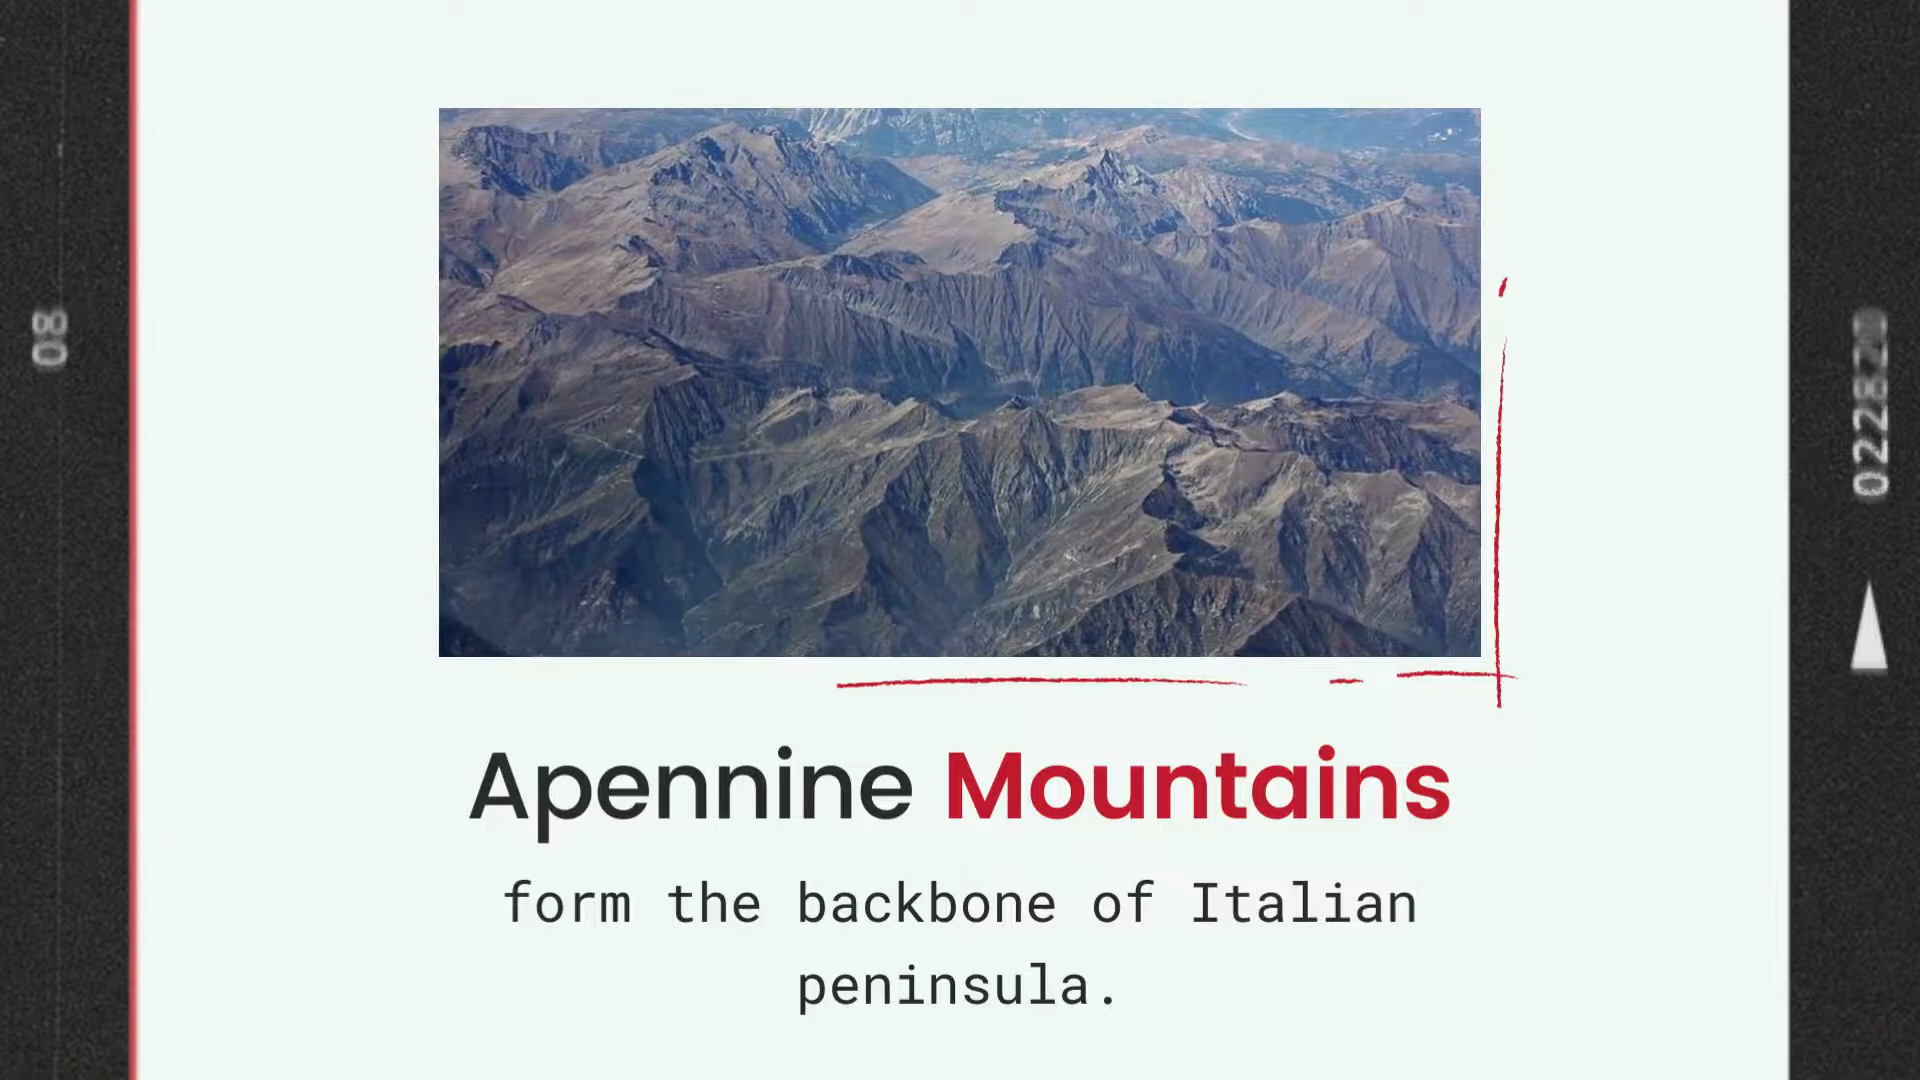 Apennine Mountains
form the backbone of Italian
peninsula.
08